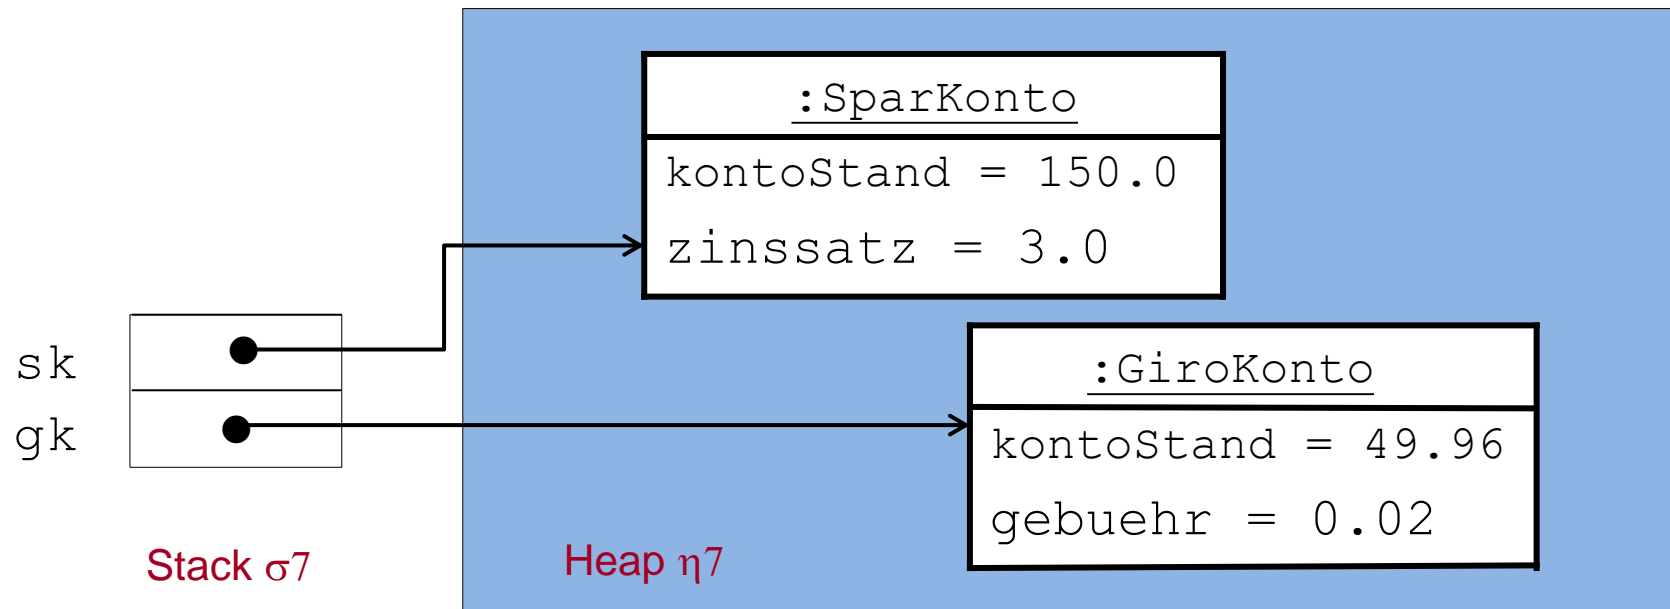 :SparKonto
kontoStand = 150.0
zinssatz = 3.0
sk
gk
:GiroKonto
kontoStand = 49.96
gebuehr = 0.02
Stack σ7
Heap η7